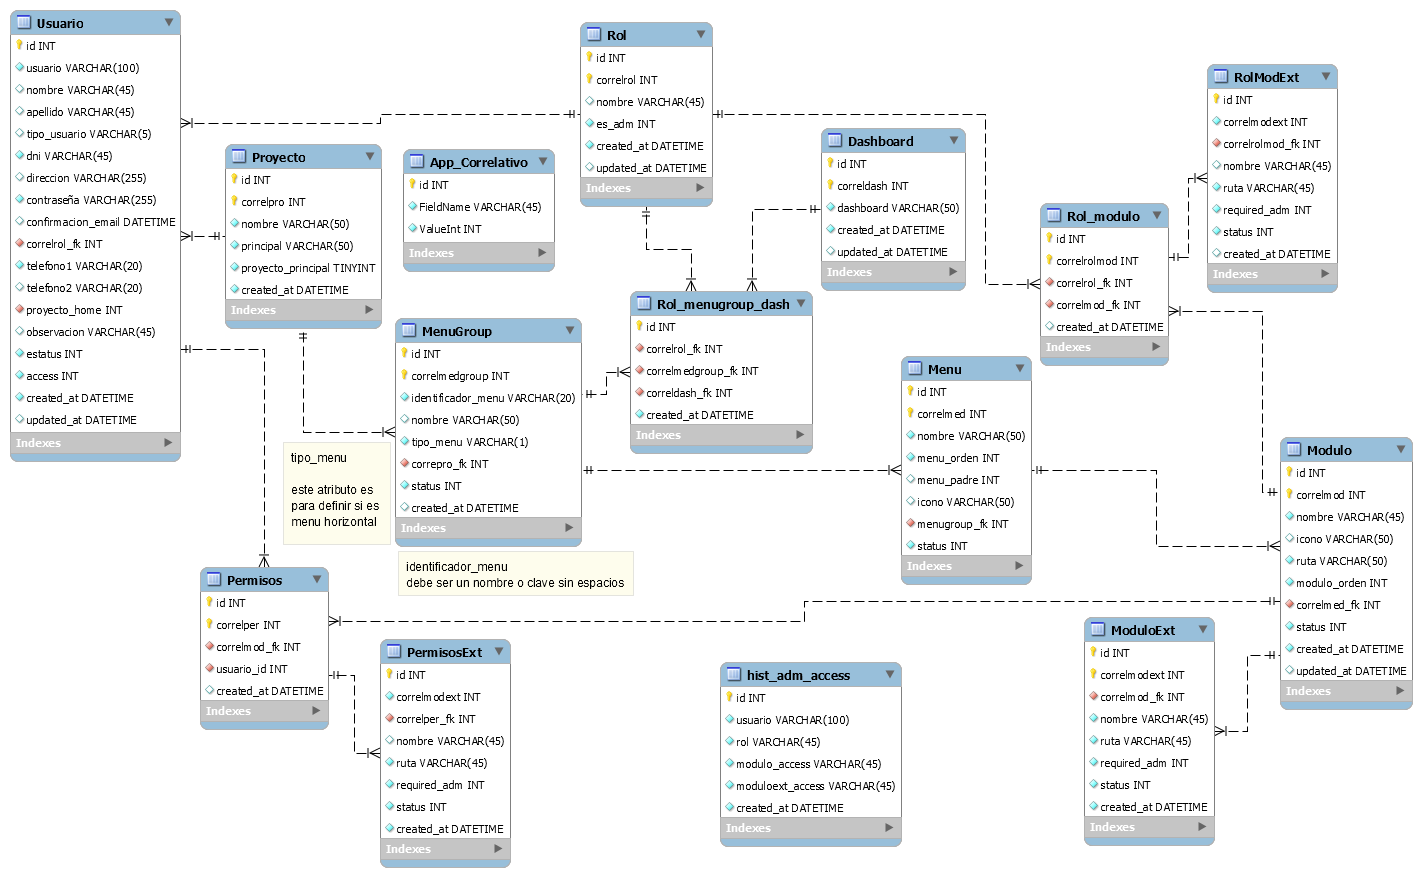 Usuario
id INT
usuario VARCHAR(100)
nombre VARCHAR(45)
apellido VARCHAR(45)
tipo_usuario VARCHAR(5)
dni VARCHAR(45)
direccion VARCHAR(255)
contraseña VARCHAR(255)
confirmacion_email DATETIME
correlrol_fk INT
telefono1 VARCHAR(20)
telefono2 VARCHAR(20)
proyecto_home INT
observacion VARCHAR(45)
estatus INT
access INT
created_at DATETIME
updated_at DATETIME
Indexes
Proyecto
id INT
correlpro INT
nombre VARCHAR(50)
principal VARCHAR(50)
proyecto_principal TINYINT
created_at DATETIME
Indexes
App_Correlativo
id INT
FieldName VARCHAR(45)
ValueInt INT
Indexes
Rol
id INT
correlrol INT
nombre VARCHAR(45)
es_adm INT
created_at DATETIME
updated_at DATETIME
Indexes
Dashboard
id INT
correldash INT
dashboard VARCHAR(50)
created_at DATETIME
updated_at DATETIME
Indexes
RolModExt
id INT
correlmodext INT
correlrolmod_fk INT
nombre VARCHAR(45)
ruta VARCHAR(45)
required_adm INT
status INT
created_at DATETIME
Indexes
Rol_modulo
id INT
correlrolmod INT
correlrol_fk INT
correlmod_fk INT
created_at DATETIME
Indexes
MenuGroup
id INT
correlmedgroup INT
identificador_menu VARCHAR(20)
nombre VARCHAR(50)
tipo_menu VARCHAR(1)
correpro_fk INT
status INT
created_at DATETIME
Indexes
Rol_menugroup_dash
id INT
correlrol_fk INT
correlmedgroup_fk INT
correldash_fk INT
created_at DATETIME
Indexes
Menu
id INT
correlmed INT
nombre VARCHAR(50)
menu_orden INT
menu_padre INT
icono VARCHAR(50)
menugroup_fk INT
status INT
Indexes
tipo_menu
este atributo es
para definir si es
menu horizontal
identificador_menu
debe ser un nombre o clave sin espacios
Modulo
id INT
correlmod INT
nombre VARCHAR(45)
icono VARCHAR(50)
ruta VARCHAR(50)
modulo_orden INT
correlmed_fk INT
status INT
created_at DATETIME
updated_at DATETIME
Indexes
Permisos
id INT
correlper INT
correlmod_fk INT
usuario_id INT
created_at DATETIME
Indexes
PermisosExt
id INT
correlmodext INT
correlper_fk INT
nombre VARCHAR(45)
ruta VARCHAR(45)
required_adm INT
status INT
created_at DATETIME
Indexes
hist_adm_access
id INT
usuario VARCHAR(100)
rol VARCHAR(45)
modulo_access VARCHAR(45)
moduloext_access VARCHAR(45)
created_at DATETIME
Indexes
ModuloExt
id INT
correlmodext INT
correlmod_fk INT
nombre VARCHAR(45)
ruta VARCHAR(45)
required_adm INT
status INT
created_at DATETIME
Indexes